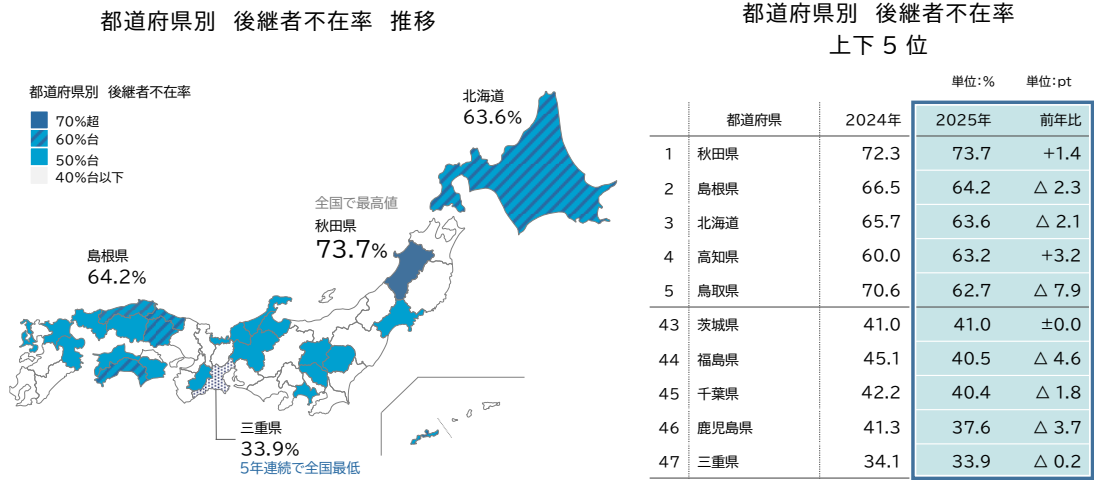 都道府県別 後継者不在率 推移
都道府県別 後継者不在率
70%超
60%台
50%台
40%台以下
北海道
63.6%
全国で最高値
秋田県
73.7%
島根県
64.2%
三重県
33.9%
5年連続で全国最低
都道府県別 後継者不在率
上下 5 位
単位:% 単位:pt
都道府県 2024年 2025年 前年比
1 秋田県 72.3 73.7 +1.4
2 島根県 66.5 64.2 △ 2.3
3 北海道 65.7 63.6 △ 2.1
4 高知県 60.0 63.2 +3.2
5 鳥取県 70.6 62.7 △ 7.9
43 茨城県 41.0 41.0 ±0.0
44 福島県 45.1 40.5 △ 4.6
45 千葉県 42.2 40.4 △ 1.8
46 鹿児島県 41.3 37.6 △ 3.7
47 三重県 34.1 33.9 △ 0.2